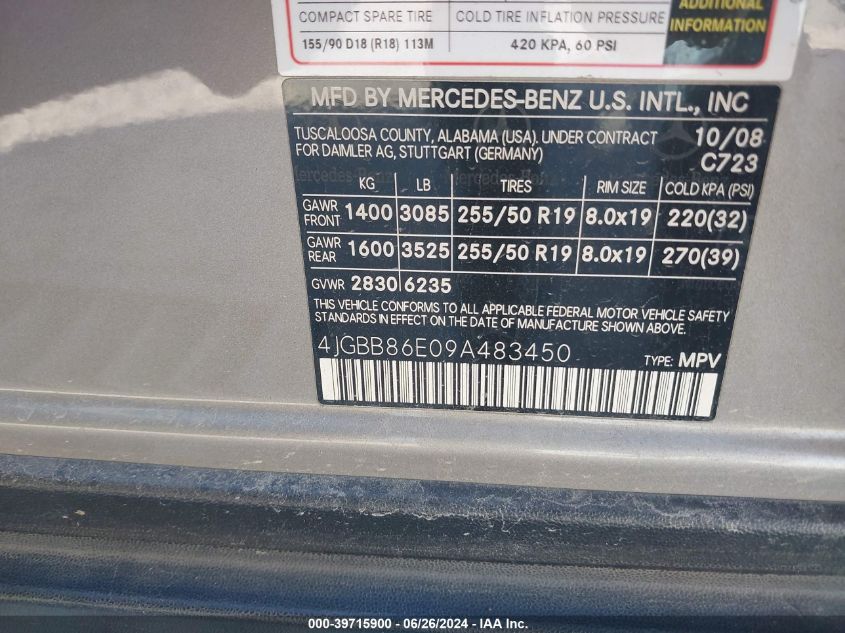 ADDITIONAL
INFORMATION
COMPACT SPARE TIRE COLD TIRE INFLATION PRESSURE
155/90 D18 (R18) 113M 420 KPA, 60 PSI
MFD BY MERCEDES-BENZ U.S. INTL., INC
TUSCALOOSA COUNTY, ALABAMA (USA). UNDER CONTRACT 10/08
FOR DAIMLER AG, STUTTGART (GERMANY) C723
KG LB TIRES RIM SIZE COLD KPA (PSI)
GAWR FRONT 1400 3085 255/50 R19 8.0x19 220(32)
GAWR REAR 1600 3525 255/50 R19 8.0x19 270(39)
GVWR 2830 6235
THIS VEHICLE CONFORMS TO ALL APPLICABLE FEDERAL MOTOR VEHICLE SAFETY
STANDARDS IN EFFECT ON THE DATE OF MANUFACTURE SHOWN ABOVE.
4JGBB86E09A483450 TYPE: MPV
000-39715900 - 06/26/2024 - IAA Inc.